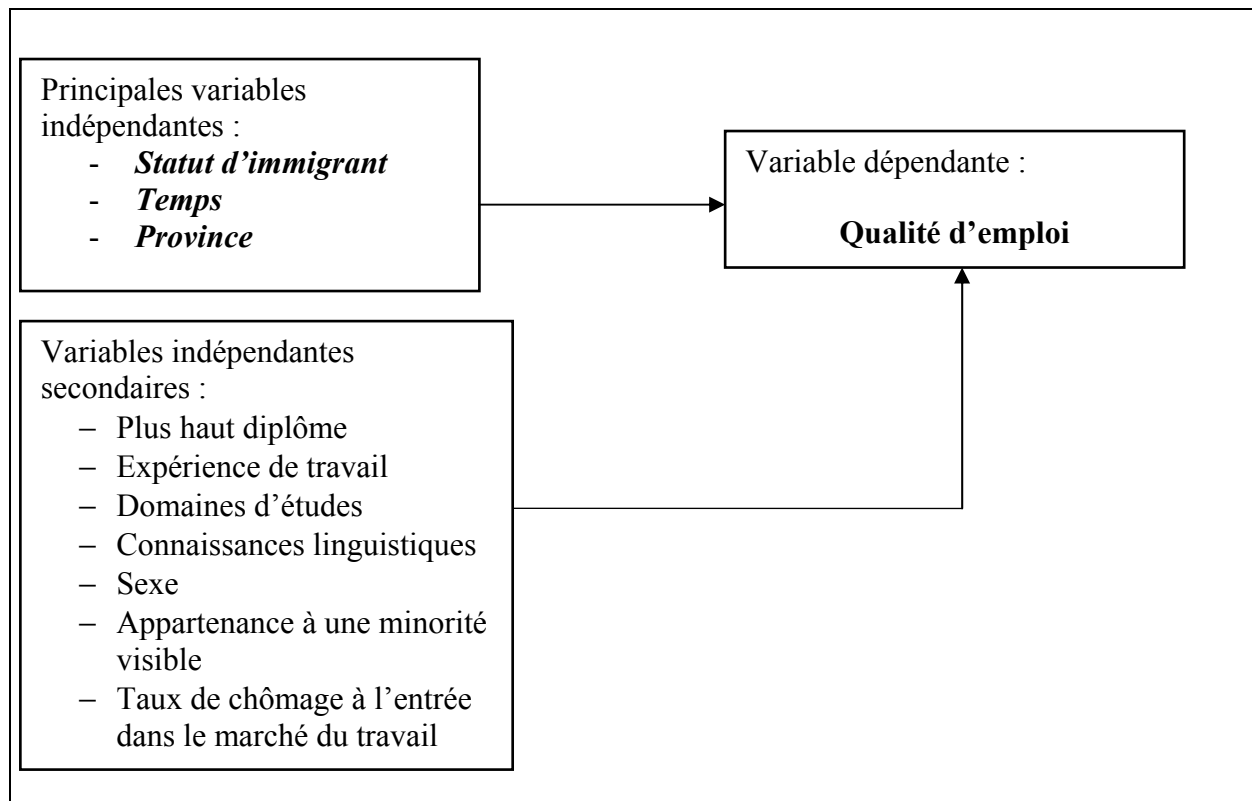 Principales variables
indépendantes :
- Statut d’immigrant
- Temps
- Province
Variable dépendante :
Qualité d’emploi
Variables indépendantes
secondaires :
– Plus haut diplôme
– Expérience de travail
– Domaines d’études
– Connaissances linguistiques
– Sexe
– Appartenance à une minorité
visible
– Taux de chômage à l’entrée
dans le marché du travail